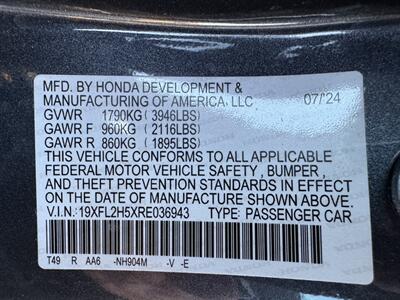 MFD. BY HONDA DEVELOPMENT &
MANUFACTURING OF AMERICA, LLC 07/24
GVWR 1790KG ( 3946LBS)
GAWR F 960KG ( 2116LBS)
GAWR R 860KG ( 1895LBS)
THIS VEHICLE CONFORMS TO ALL APPLICABLE
FEDERAL MOTOR VEHICLE SAFETY , BUMPER ,
AND THEFT PREVENTION STANDARDS IN EFFECT
ON THE DATE OF MANUFACTURE SHOWN ABOVE.
V.I.N.: 19XFL2H5XRE036943 TYPE: PASSENGER CAR
T49 R AA6 -NH904M -V -E